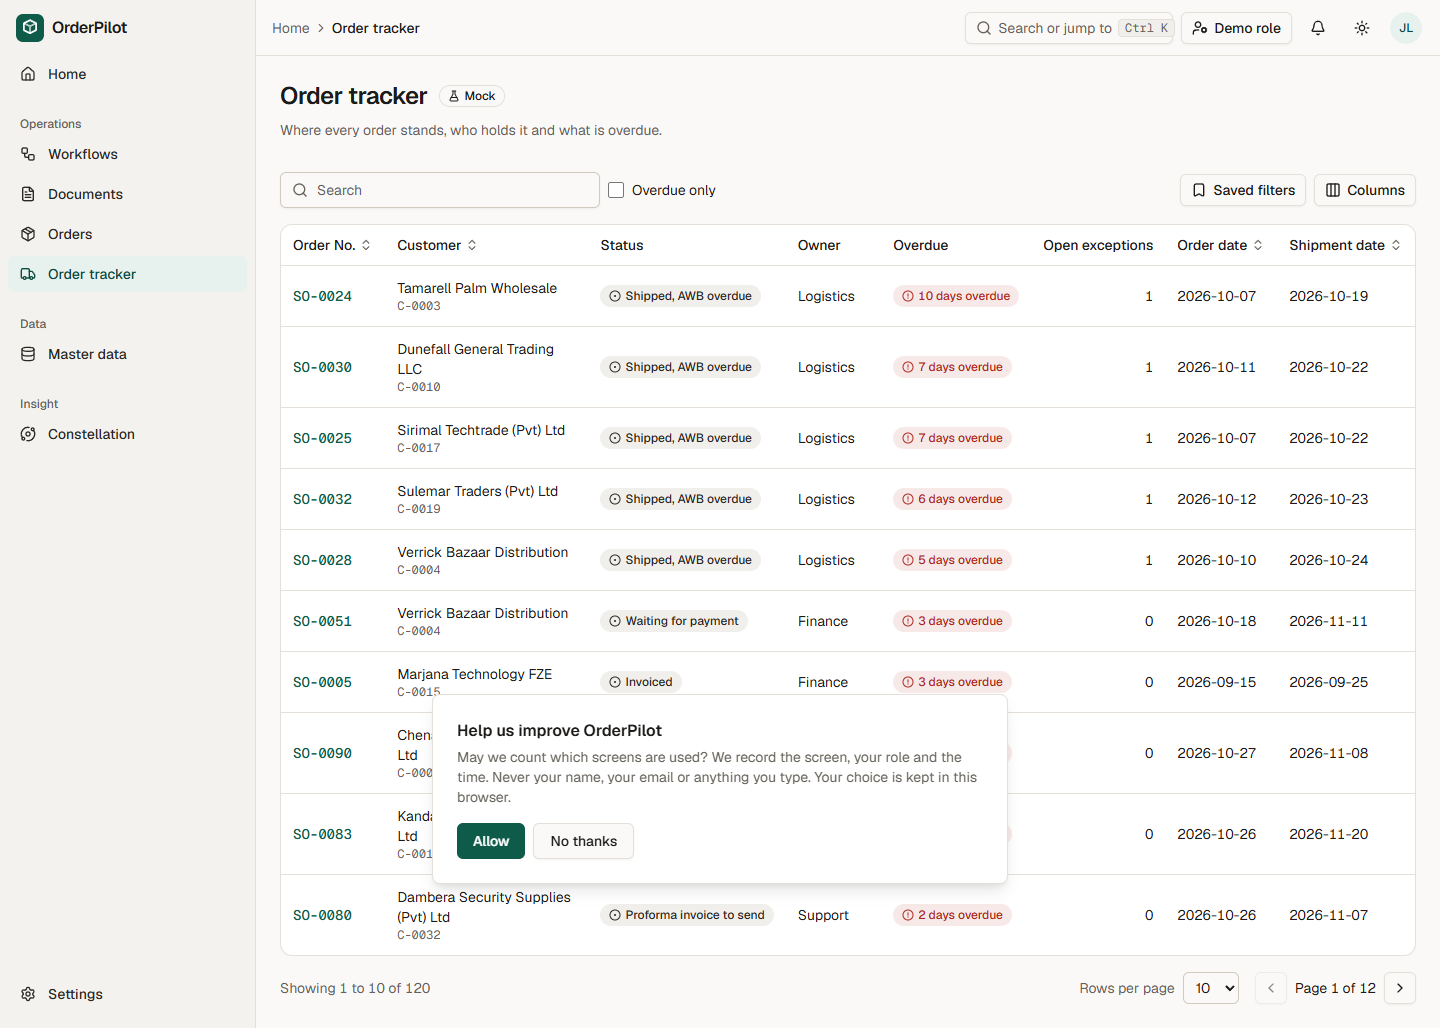 OrderPilot
Home
Operations
Workflows
Documents
Orders
Order tracker
Data
Master data
Insight
Constellation
Settings
Home > Order tracker
Search or jump to Ctrl K
Demo role
JL
Order tracker
Mock
Where every order stands, who holds it and what is overdue.
Search
Overdue only
Saved filters
Columns
Order No. Customer Status Owner Overdue Open exceptions Order date Shipment date
SO-0024 Tamarell Palm Wholesale Shipped, AWB overdue Logistics 10 days overdue 1 2026-10-07 2026-10-19
C-0003
Dunefall General Trading
LLC
SO-0030 Shipped, AWB overdue Logistics 7 days overdue 1 2026-10-11 2026-10-22
C-0010
SO-0025 Sirimal Techtrade (Pvt) Ltd Shipped, AWB overdue Logistics 7 days overdue 1 2026-10-07 2026-10-22
C-0017
SO-0032 Sulemar Traders (Pvt) Ltd Shipped, AWB overdue Logistics 6 days overdue 1 2026-10-12 2026-10-23
C-0019
SO-0028 Verrick Bazaar Distribution Shipped, AWB overdue Logistics 5 days overdue 1 2026-10-10 2026-10-24
C-0004
SO-0051 Verrick Bazaar Distribution Waiting for payment Finance 3 days overdue 0 2026-10-18 2026-11-11
C-0004
SO-0005 Marjana Technology FZE Invoiced Finance 3 days overdue 0 2026-09-15 2026-09-25
C-0015
SO-0090 Ltd 0 2026-10-27 2026-11-08
SO-0083 Ltd 0 2026-10-26 2026-11-20
Dambera Security Supplies
(Pvt) Ltd
SO-0080 Proforma invoice to send Support 2 days overdue 0 2026-10-26 2026-11-07
C-0032
Help us improve OrderPilot
May we count which screens are used? We record the screen, your role and the
time. Never your name, your email or anything you type. Your choice is kept in this
browser.
Allow
No thanks
Showing 1 to 10 of 120
Rows per page 10
Page 1 of 12